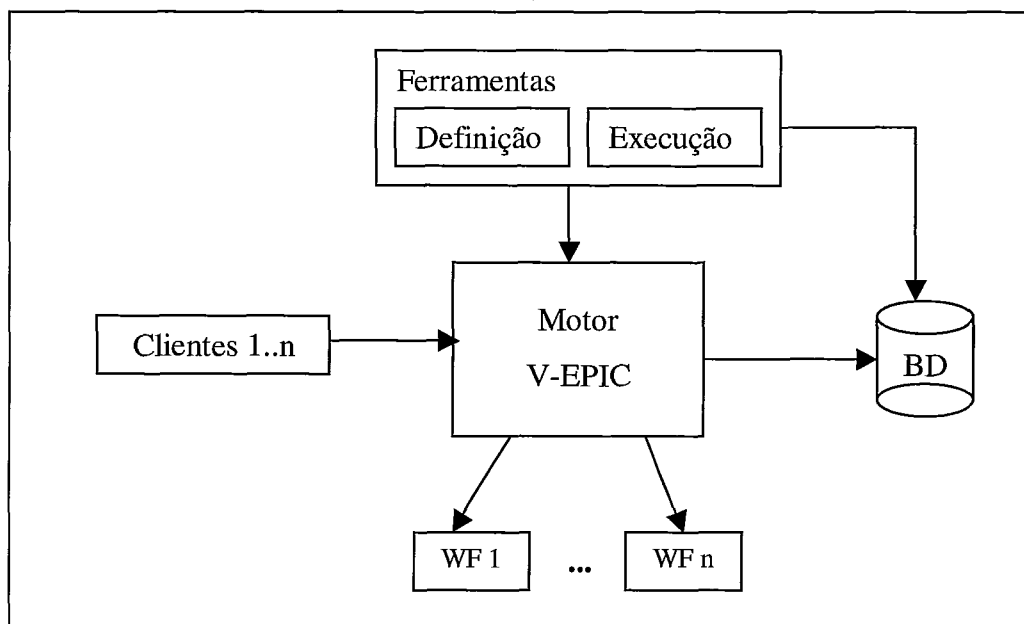 Ferramentas
Definição
Execução
Motor
V-EPIC
Clientes 1..n
BD
WF 1
...
WF n